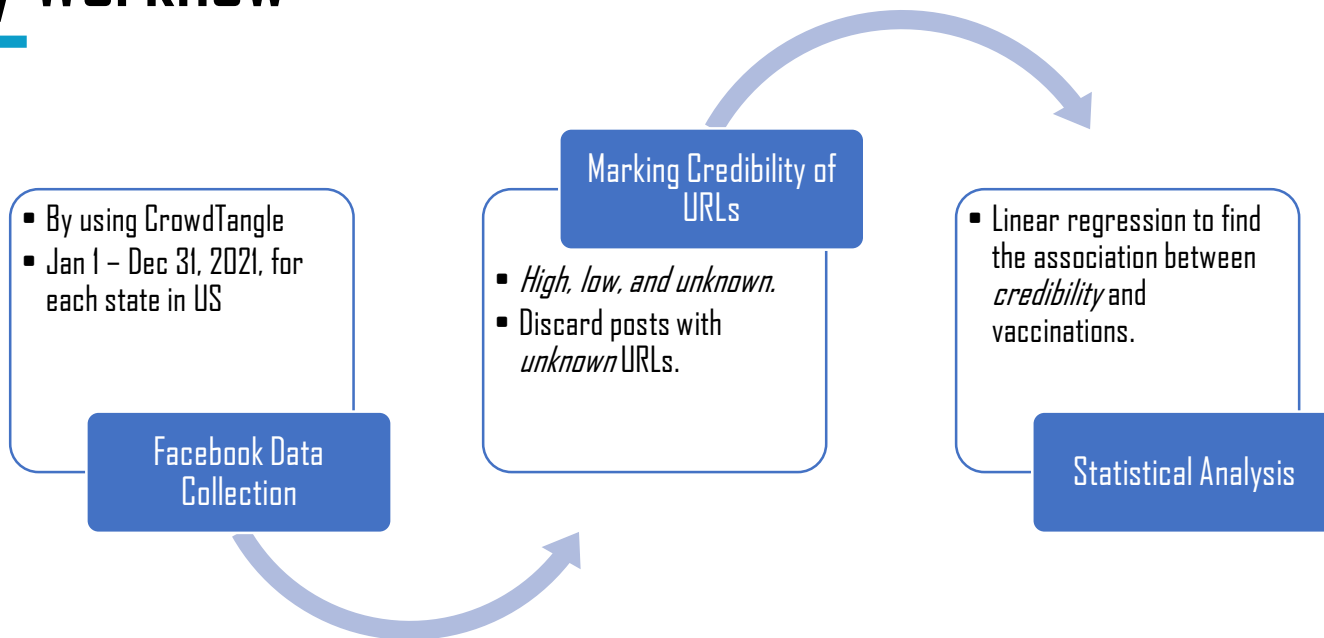 ▪ By using CrowdTangle
▪ Jan 1 – Dec 31, 2021, for
each state in US
Facebook Data
Collection
Marking Credibility of
URLs
▪ High, low, and unknown.
▪ Discard posts with
unknown URLs.
▪ Linear regression to find
the association between
credibility and
vaccinations.
Statistical Analysis